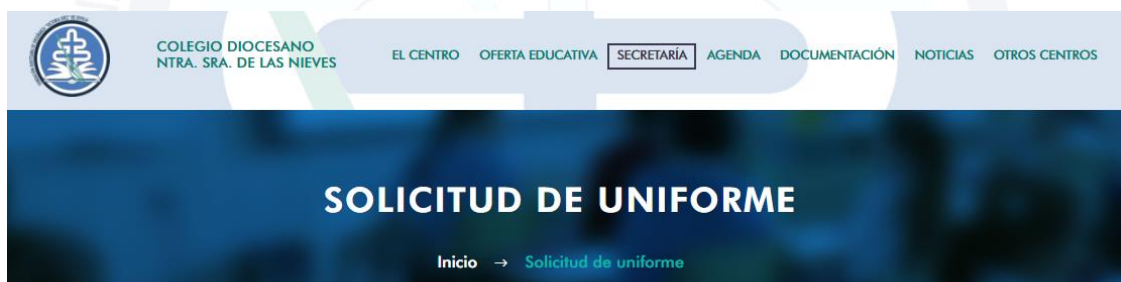 COLEGIO DIOCESANO
NTRA. SRA. DE LAS NIEVES
EL CENTRO OFERTA EDUCATIVA SECRETARÍA AGENDA DOCUMENTACIÓN NOTICIAS OTROS CENTROS
SOLICITUD DE UNIFORME
Inicio → Solicitud de uniforme